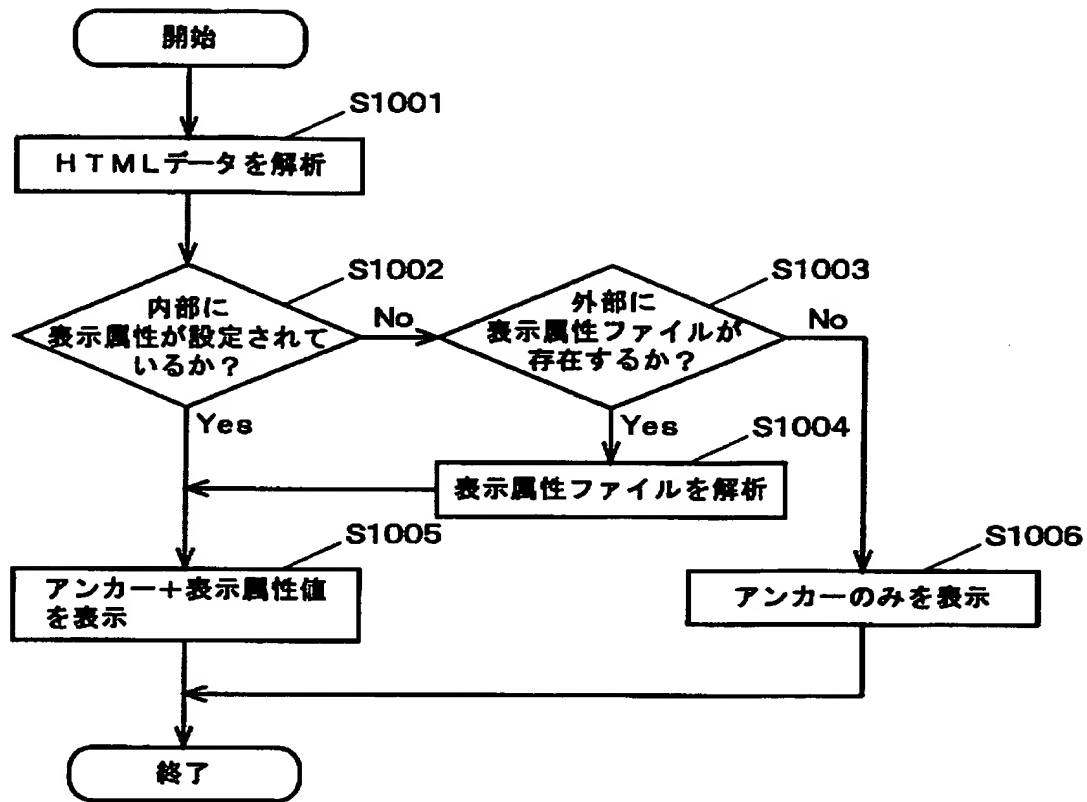 開始
S1001
HTMLデータを解析
S1002
内部に
表示属性が設定されて
いるか?
No
Yes
S1003
外部に
表示属性ファイルが
存在するか?
No
Yes
S1004
表示属性ファイルを解析
S1005
アンカー+表示属性値
を表示
S1006
アンカーのみを表示
終了